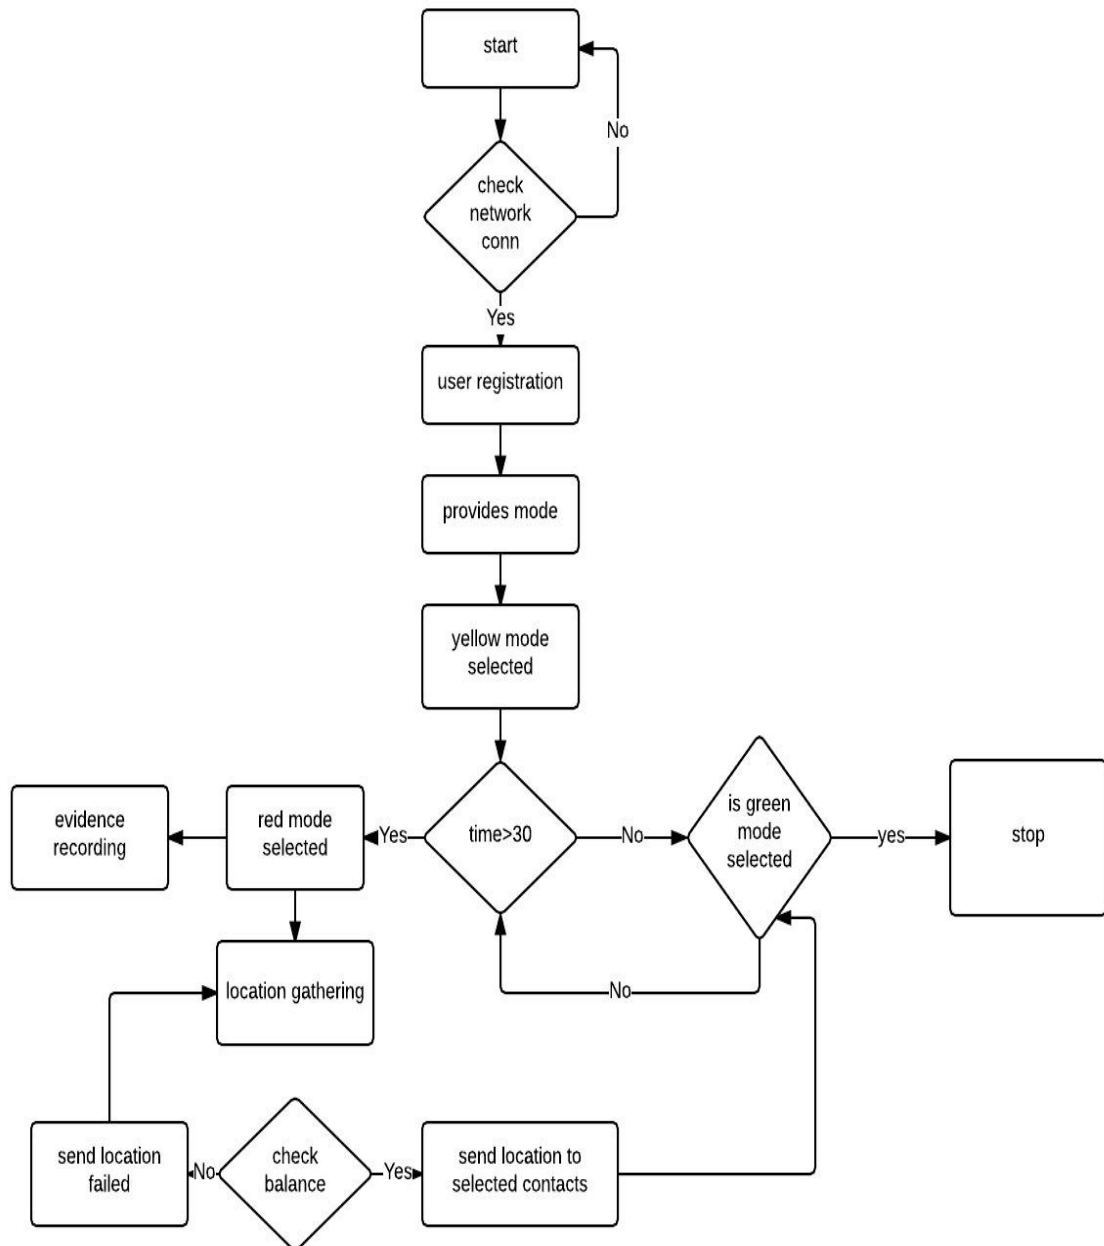 start
No
check
network
conn
Yes
user registration
provides mode
yellow mode
selected
evidence
recording
red mode
selected
Yes
time>30
No
is green
mode
selected
yes
stop
location gathering
No
send location
failed
No
check
balance
Yes
send location to
selected contacts